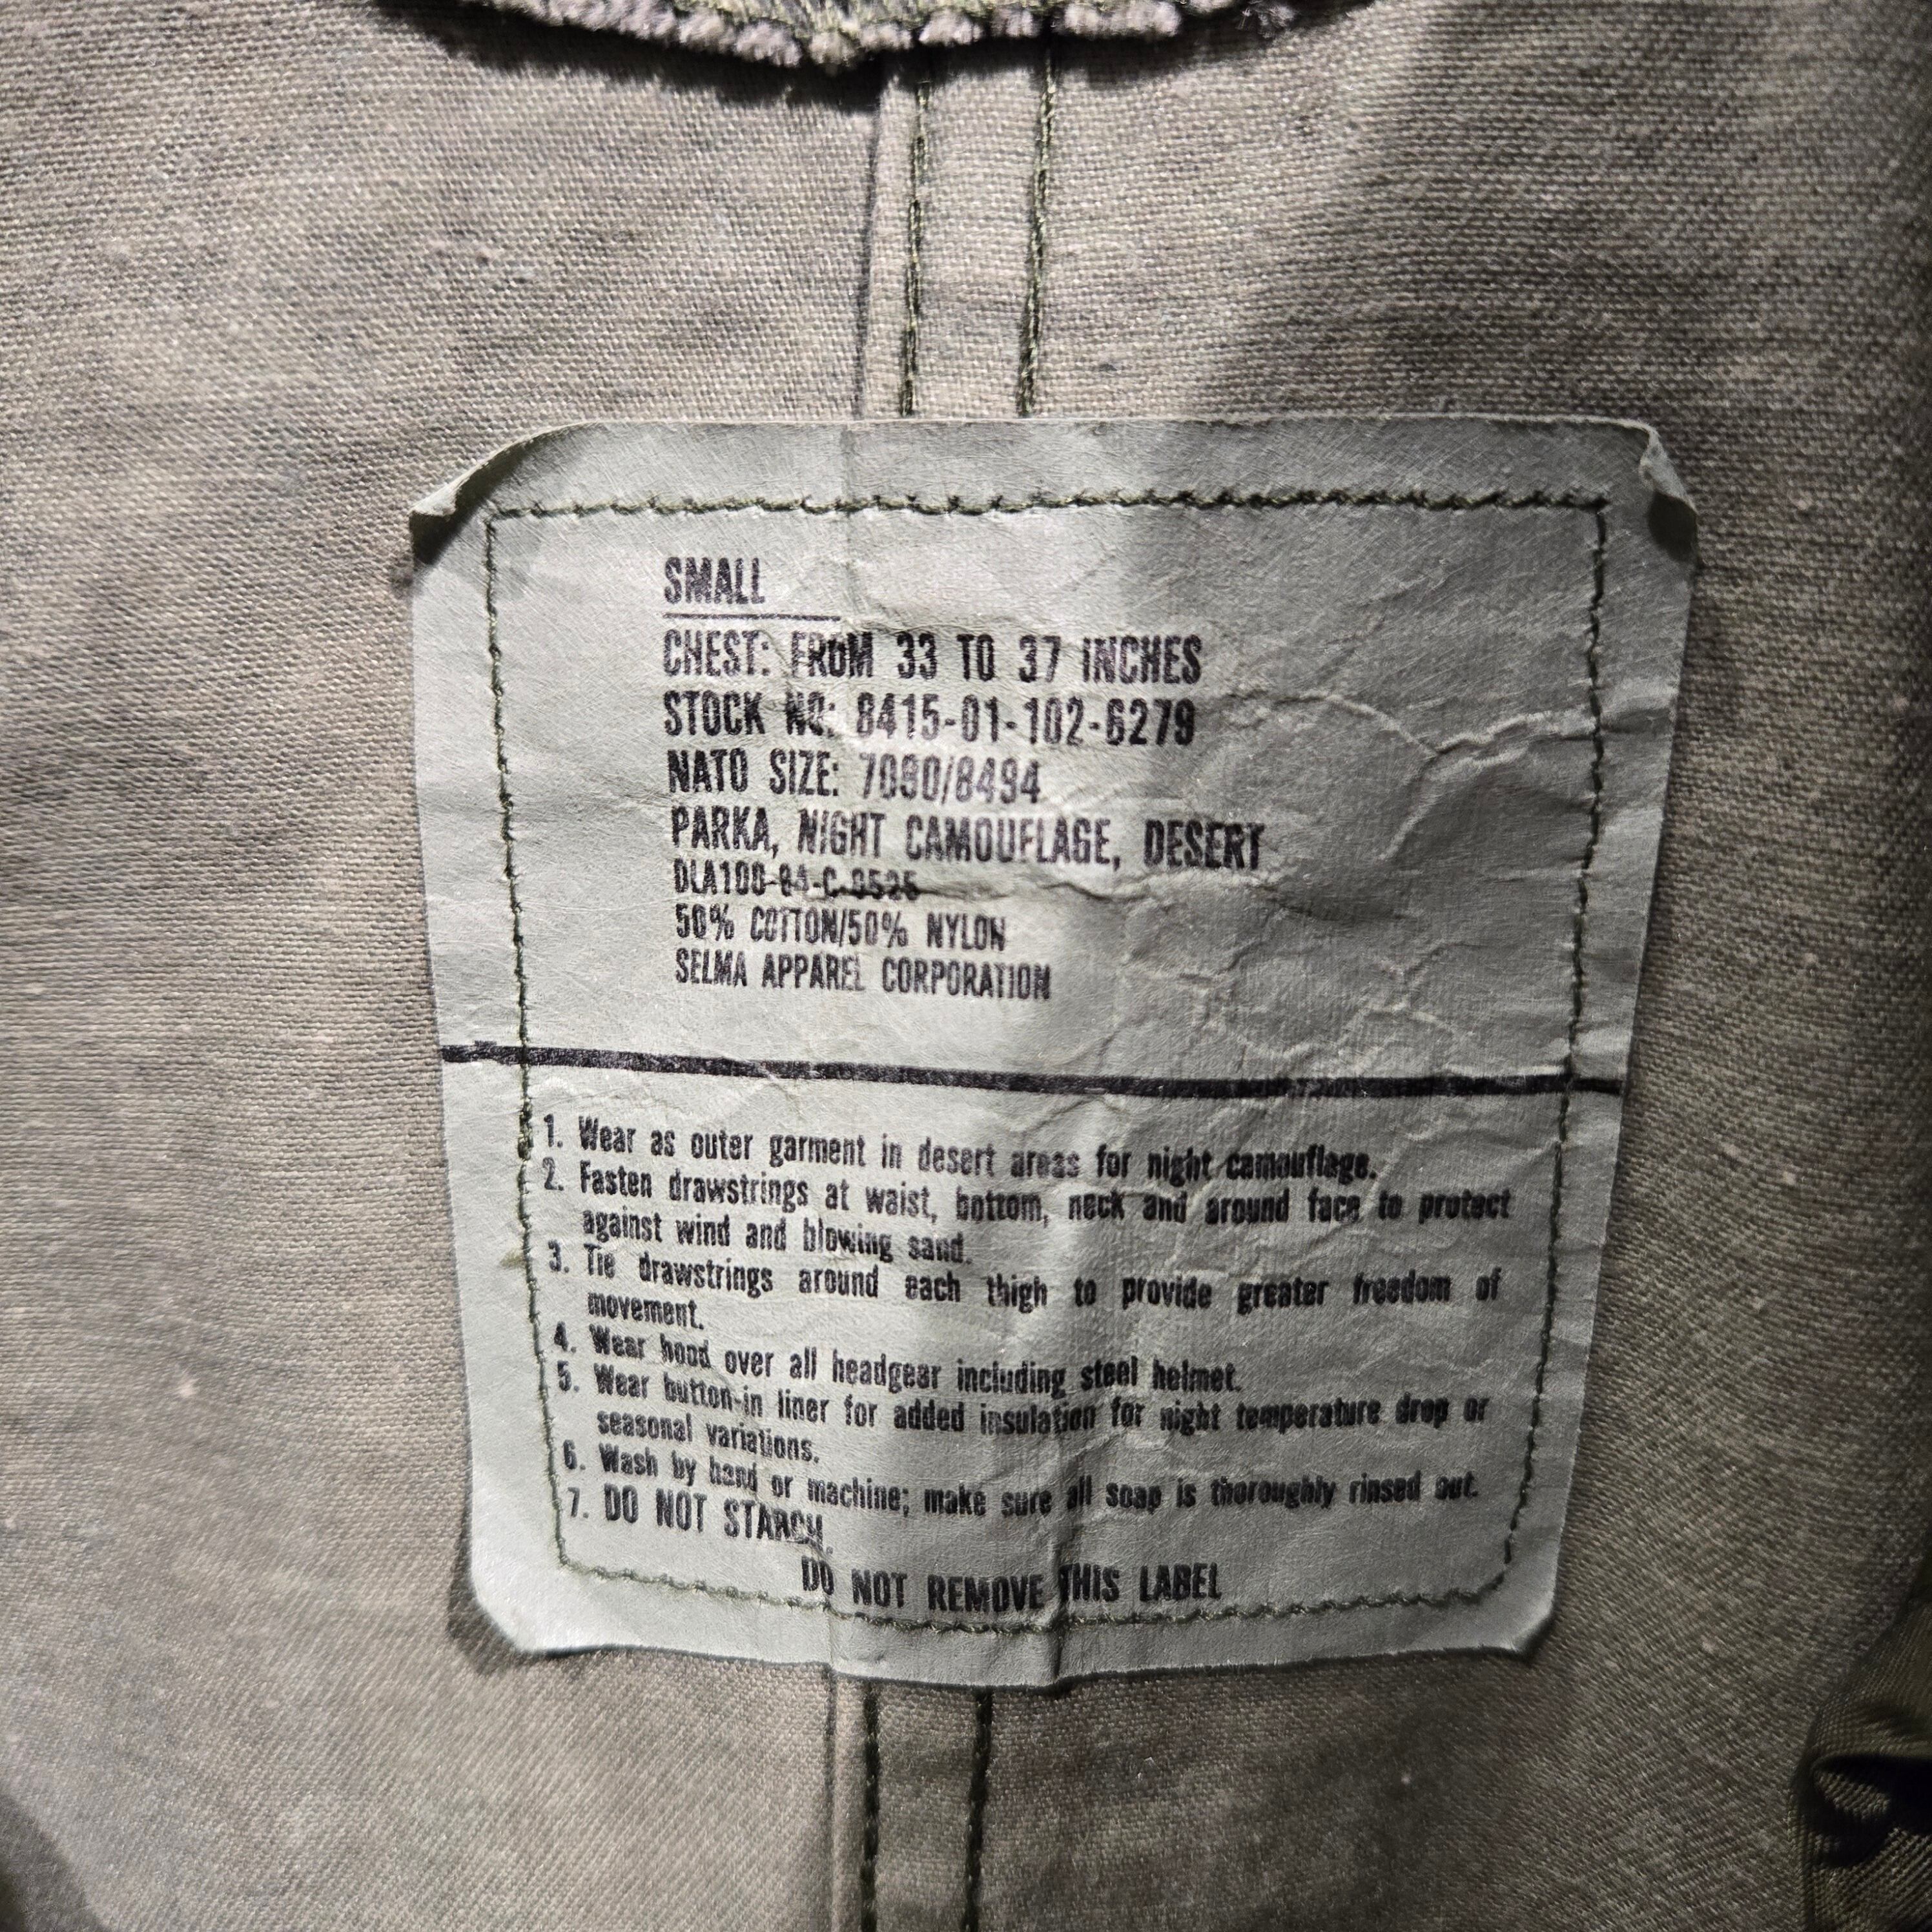 SMALL
CHEST: FROM 33 TO 37 INCHES
STOCK NO: 8415-01-102-6279
NATO SIZE: 7080/8494
PARKA, NIGHT CAMOUFLAGE, DESERT
50% COTTON/50% NYLON
SELMA APPAREL CORPORATION
1. Wear as outer garment in desert areas for night camouflage.
2. Fasten drawstrings at waist, bottom, neck and around face to protect
against wind and blowing sand.
3. Tie drawstrings around each thigh to provide greater freedom of
movement.
4. Wear hood over all headgear including steel helmet.
5. Wear button-in liner for added insulation for night temperature drop or
seasonal variations.
6. Wash by hand or machine; make sure all soap is thoroughly rinsed out.
7. DO NOT STARCH.
DO NOT REMOVE THIS LABEL